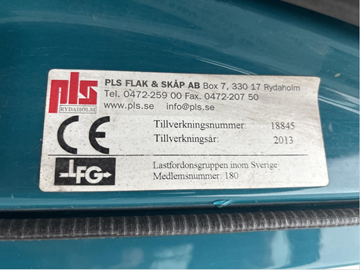 pls
RYDAHOLM
PLS FLAK & SKÅP AB Box 7, 330 17 Rydaholm
Tel. 0472-259 00 Fax. 0472-207 50
www.pls.se info@pls.se
CE
Tillverkningsnummer: 18845
Tillverkningsår: 2013
LFG
Lastfordonsgruppen inom Sverige
Medlemsnummer: 180